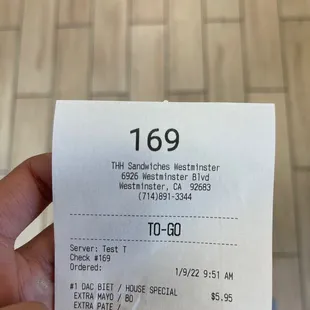 169
THH Sandwiches Westminster
6926 Westminster Blvd
Westminster, CA 92683
(714)891-3344
TO-GO
Server: Test T
Check #169
Ordered: 1/9/22 9:51 AM
#1 DAC BIET / HOUSE SPECIAL $5.95
EXTRA MAYO / BO
EXTRA PATE /